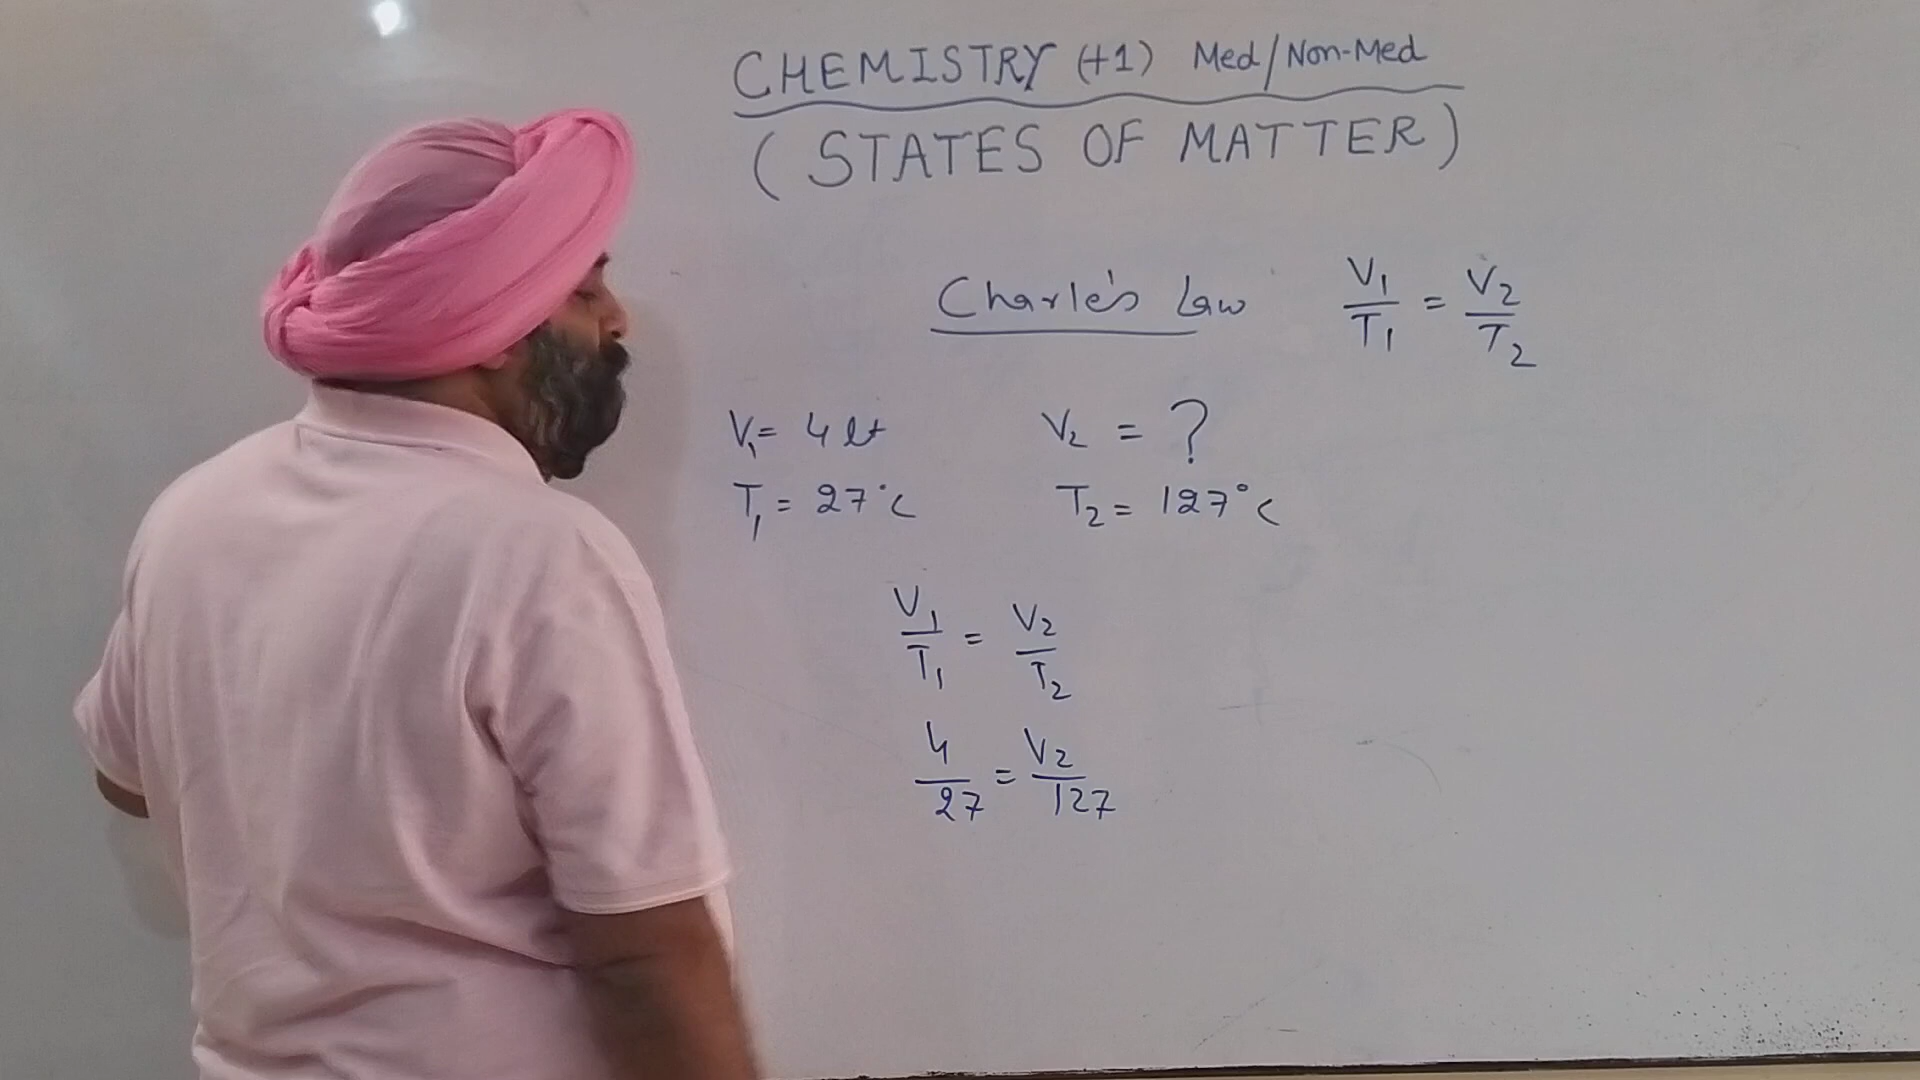 CHEMISTRY (+1) Med/Non-Med
(STATES OF MATTER)
Charle's Law V1/T1 = V2/T2
V1 = 4 lt V2 = ?
T1 = 27°C T2 = 127°C
V1/T1 = V2/T2
4/27 = V2/127